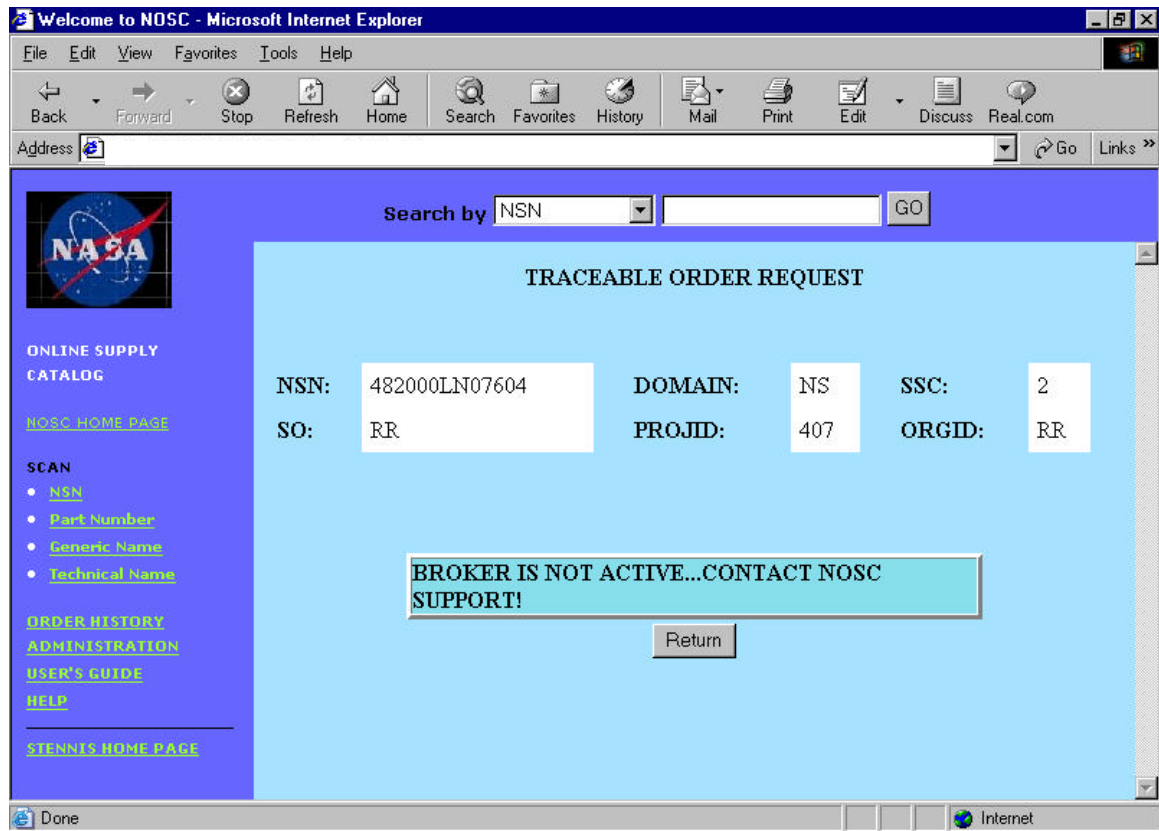 Welcome to NOSC - Microsoft Internet Explorer
File Edit View Favorites Tools Help
Back Forward Stop Refresh Home Search Favorites History Mail Print Edit Discuss Real.com
Address Go Links »
NASA
Search by NSN GO
TRACEABLE ORDER REQUEST
ONLINE SUPPLY
CATALOG
NOSC HOME PAGE
SCAN
NSN
Part Number
Generic Name
Technical Name
ORDER HISTORY
ADMINISTRATION
USER'S GUIDE
HELP
STENNIS HOME PAGE
NSN: 482000LN07604 DOMAIN: NS SSC: 2
SO: RR PROJID: 407 ORGID: RR
BROKER IS NOT ACTIVE...CONTACT NOSC
SUPPORT!
Return
Done Internet